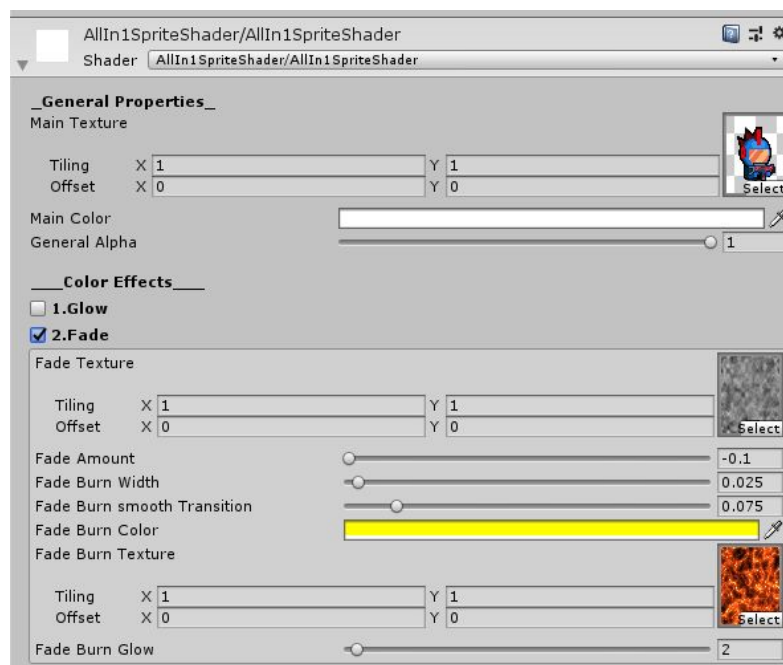 AllIn1SpriteShader/AllIn1SpriteShader
Shader AllIn1SpriteShader/AllIn1SpriteShader
_General Properties_
Main Texture
Tiling X 1 Y 1
Offset X 0 Y 0
Select
Main Color
General Alpha 1
___Color Effects___
1.Glow
2.Fade
Fade Texture
Tiling X 1 Y 1
Offset X 0 Y 0
Select
Fade Amount -0.1
Fade Burn Width 0.025
Fade Burn smooth Transition 0.075
Fade Burn Color
Fade Burn Texture
Tiling X 1 Y 1
Offset X 0 Y 0
Select
Fade Burn Glow 2